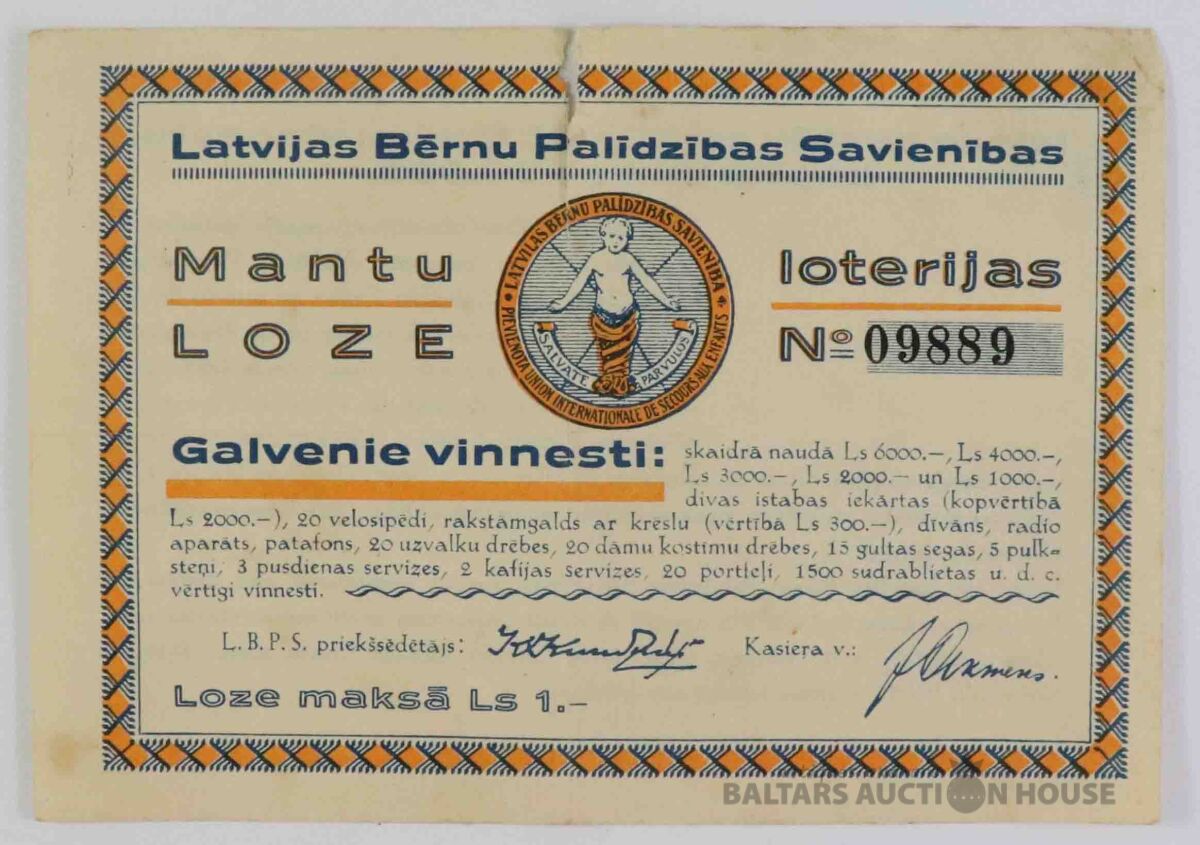 Latvijas Bērnu Palīdzības Savienības
Mantu loterijas
LOZE № 09889
LATVIJAS BĒRNU PALĪDZĪBAS SAVIENĪBA
PIEVIENOTA UNION INTERNATIONALE DE SECOURS AUX ENFANTS
SALVATE PARVULOS
Galvenie vinnesti: skaidrā naudā Ls 6000.–, Ls 4000.–,
Ls 3000.–, Ls 2000.– un Ls 1000.–,
divas istabas iekārtas (kopvērtībā
Ls 2000.–), 20 velosipēdi, rakstāmgalds ar krēslu (vērtībā Ls 300.–), dīvāns, radio
aparāts, patafons, 20 uzvalku drēbes, 20 dāmu kostimu drēbes, 15 gultas segas, 5 pulk-
steņi, 3 pusdienas servizes, 2 kafijas servizes, 20 portfeļi, 1500 sudrablietas u. d. c.
vērtīgi vinnesti.
L. B. P. S. priekšsēdētājs: Kasieŗa v.:
Loze maksā Ls 1.–
BALTARS AUCTION HOUSE